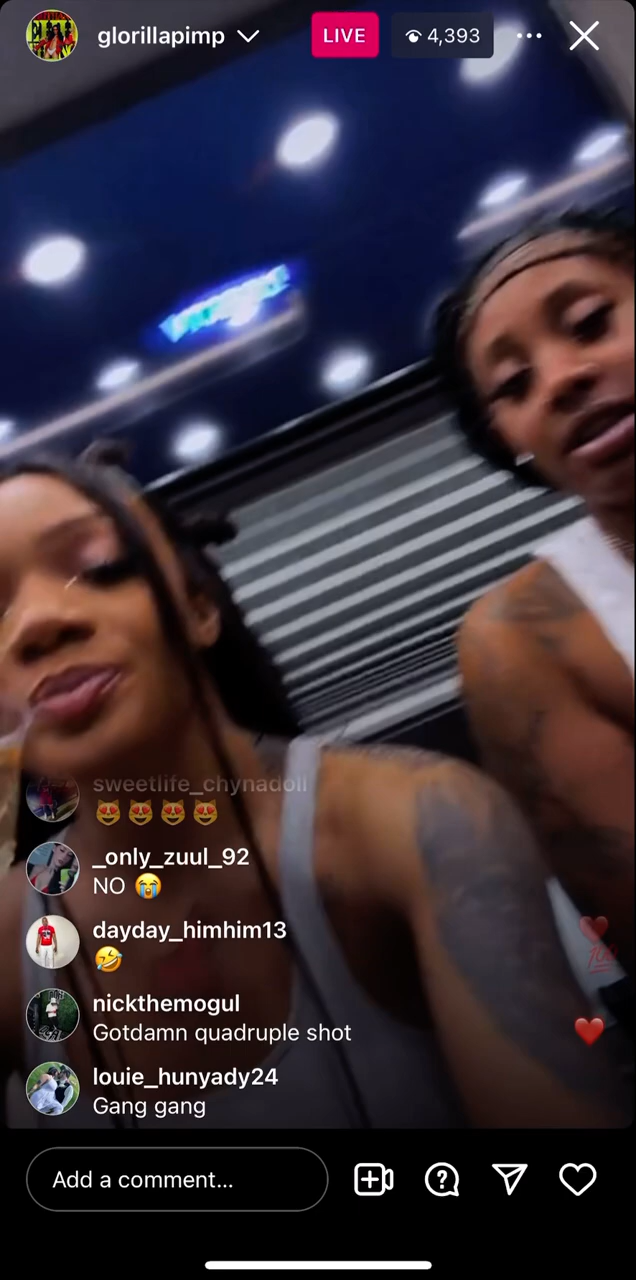 glorillapimp
LIVE
4,393
sweetlife_chynadoll
😻😻😻😻
_only_zuul_92
NO 😭
dayday_himhim13
🤣
nickthemogul
Gotdamn quadruple shot
louie_hunyady24
Gang gang
💯
Add a comment...